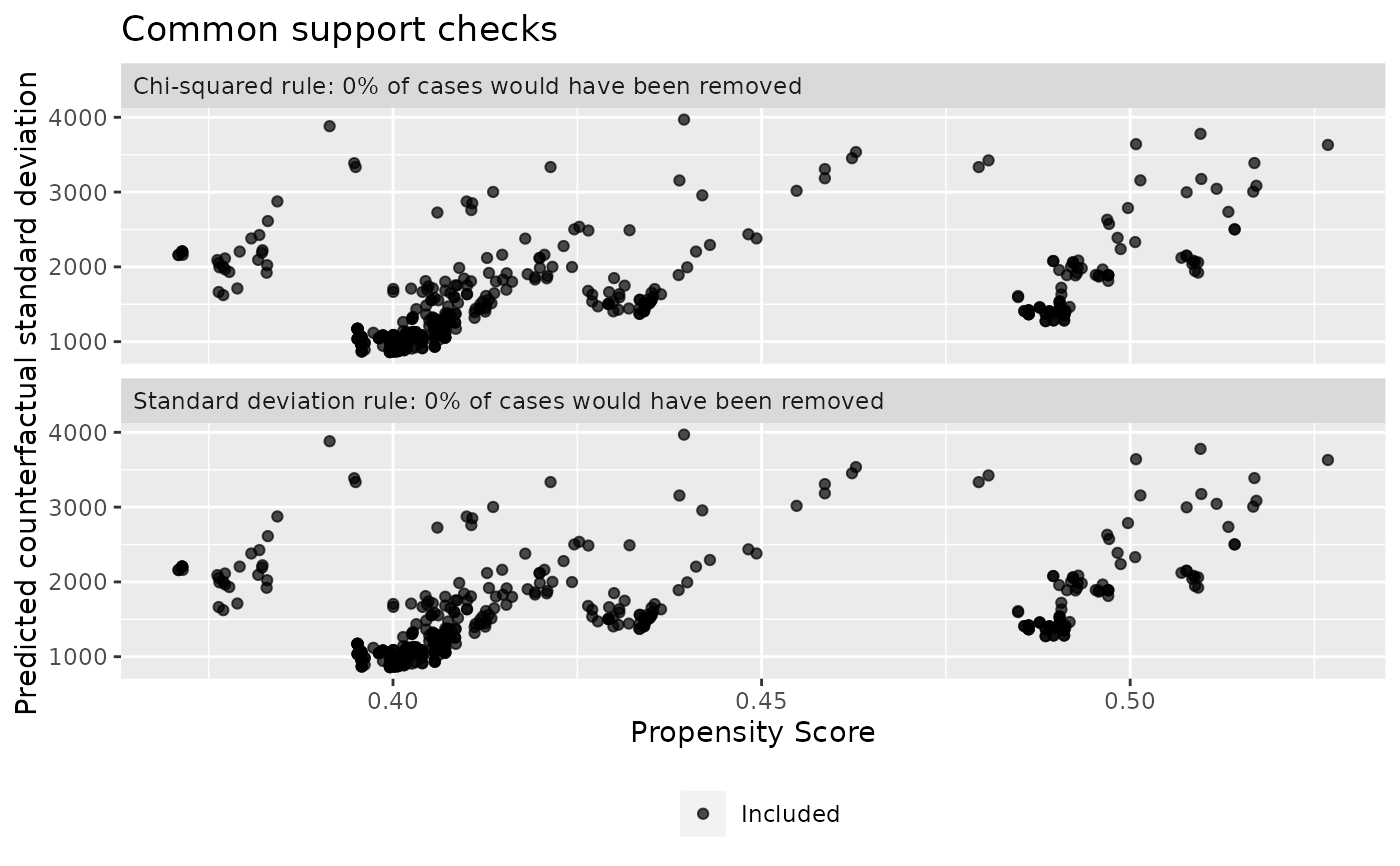 Common support checks
Predicted counterfactual standard deviation
Chi-squared rule: 0% of cases would have been removed
4000
3000
2000
1000
Standard deviation rule: 0% of cases would have been removed
4000
3000
2000
1000
0.40 0.45 0.50
Propensity Score
Included